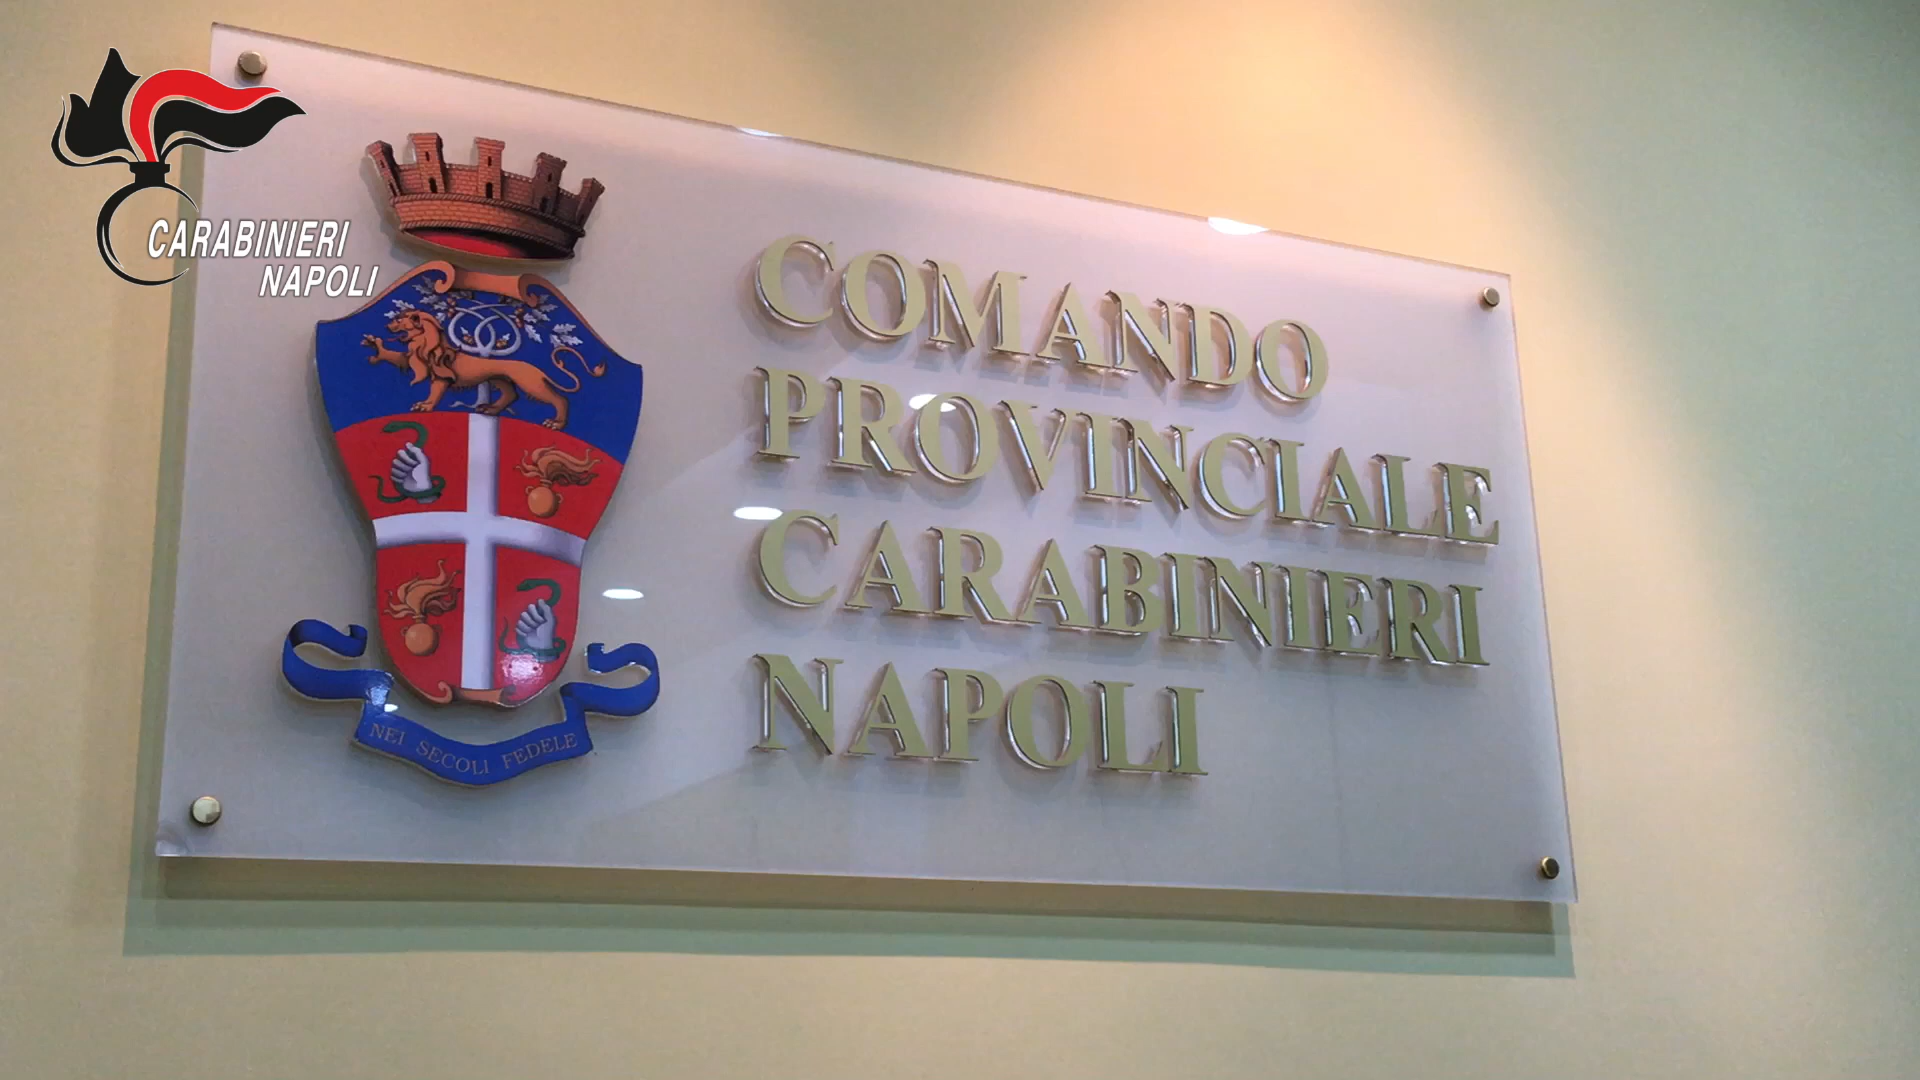 CARABINIERI
NAPOLI
COMANDO
PROVINCIALE
CARABINIERI
NAPOLI
NEI SECOLI FEDELE